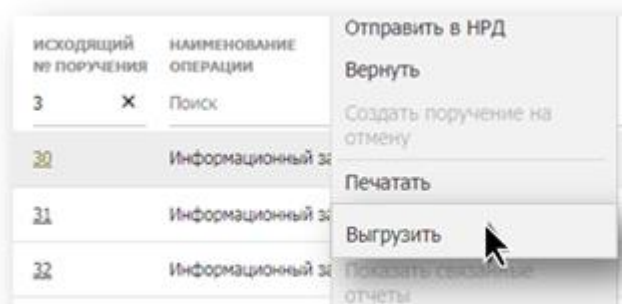 ИСХОДЯЩИЙ
№ ПОРУЧЕНИЯ
НАИМЕНОВАНИЕ
ОПЕРАЦИИ
3 ×
Поиск
30
Информационный за
31
Информационный за
32
Информационный за
Отправить в НРД
Вернуть
Создать поручение на
отмену
Печатать
Выгрузить
Показать связанные
отчеты